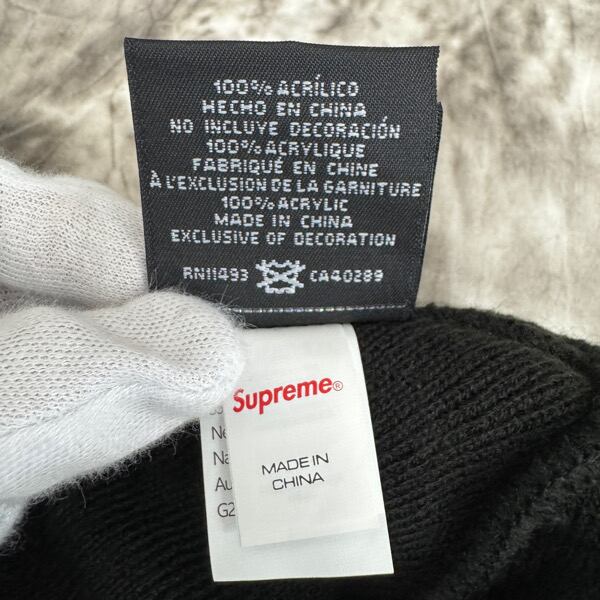 100% ACRÍLICO
HECHO EN CHINA
NO INCLUYE DECORACIÓN
100% ACRYLIQUE
FABRIQUÉ EN CHINE
À L'EXCLUSION DE LA GARNITURE
100% ACRYLIC
MADE IN CHINA
EXCLUSIVE OF DECORATION
RN11493 CA40289
Supreme®
MADE IN
CHINA